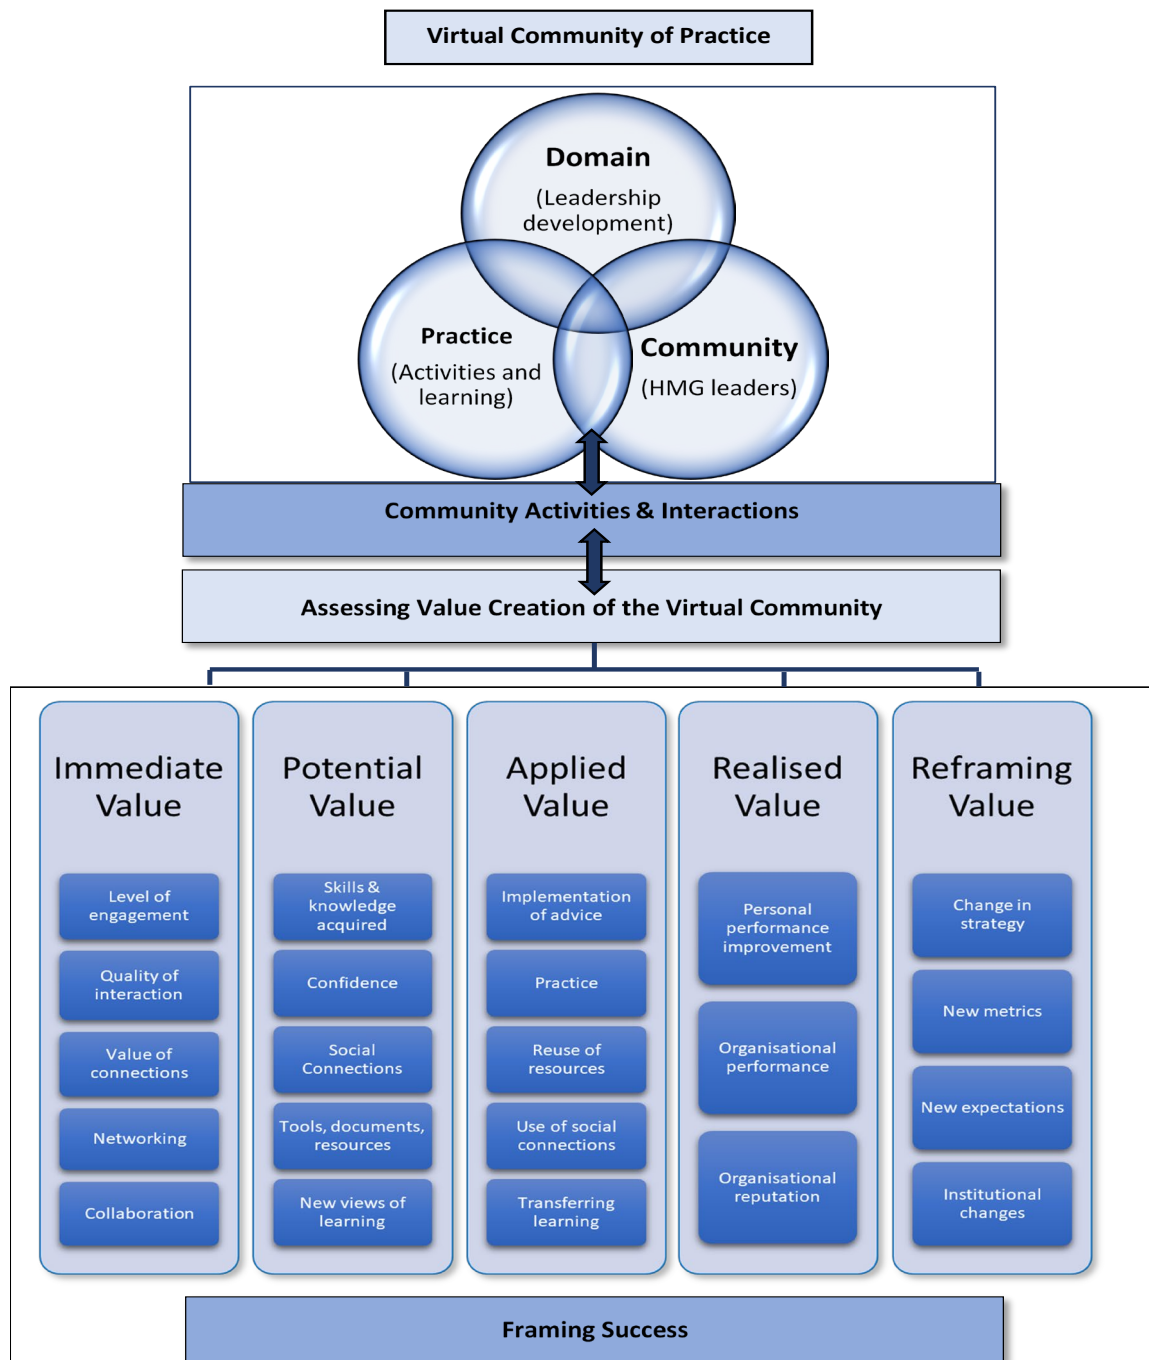 Virtual Community of Practice
Domain
(Leadership
development)
Practice
(Activities and
learning)
Community
(HMG leaders)
Community Activities & Interactions
Assessing Value Creation of the Virtual Community
Immediate
Value
Level of
engagement
Quality of
interaction
Value of
connections
Networking
Collaboration
Potential
Value
Skills &
knowledge
acquired
Confidence
Social
Connections
Tools, documents,
resources
New views of
learning
Applied
Value
Implementation
of advice
Practice
Reuse of
resources
Use of social
connections
Transferring
learning
Realised
Value
Personal
performance
improvement
Organisational
performance
Organisational
reputation
Reframing
Value
Change in
strategy
New metrics
New expectations
Institutional
changes
Framing Success